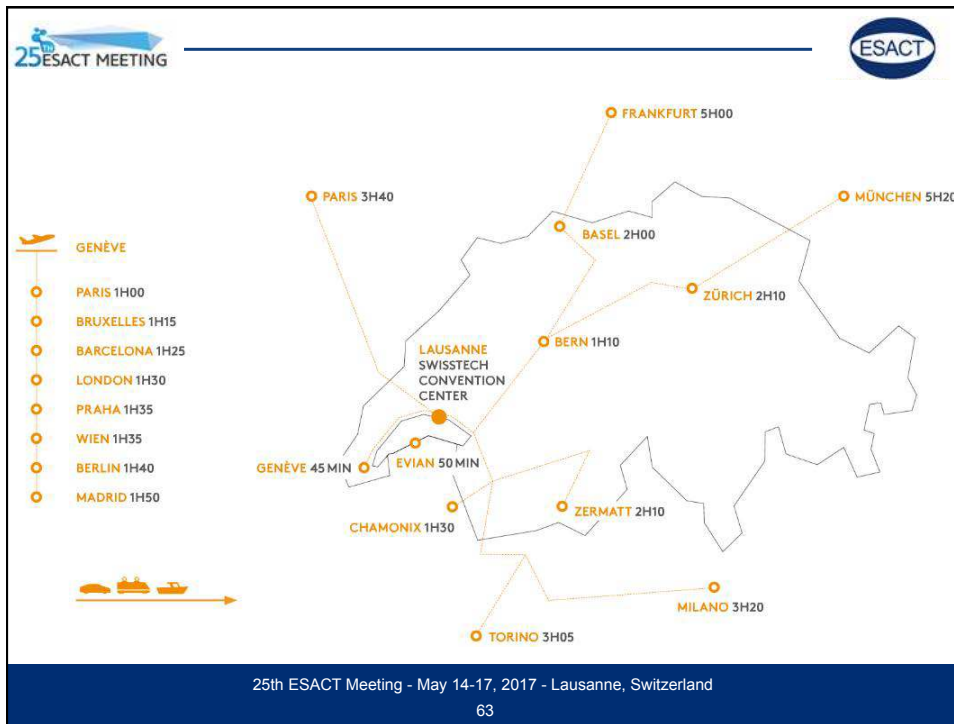 25TH ESACT MEETING
ESACT
FRANKFURT 5H00
PARIS 3H40
MÜNCHEN 5H20
BASEL 2H00
GENÈVE
ZÜRICH 2H10
PARIS 1H00
BRUXELLES 1H15
BARCELONA 1H25
LONDON 1H30
PRAHA 1H35
WIEN 1H35
BERLIN 1H40
MADRID 1H50
BERN 1H10
LAUSANNE
SWISSTECH
CONVENTION
CENTER
GENÈVE 45 MIN
EVIAN 50 MIN
CHAMONIX 1H30
ZERMATT 2H10
MILANO 3H20
TORINO 3H05
25th ESACT Meeting - May 14-17, 2017 - Lausanne, Switzerland
63